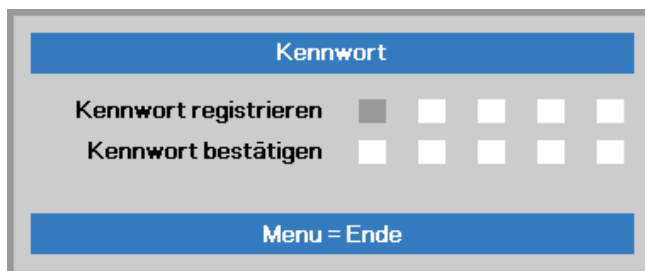 Kennwort
Kennwort registrieren
Kennwort bestätigen
Menu = Ende